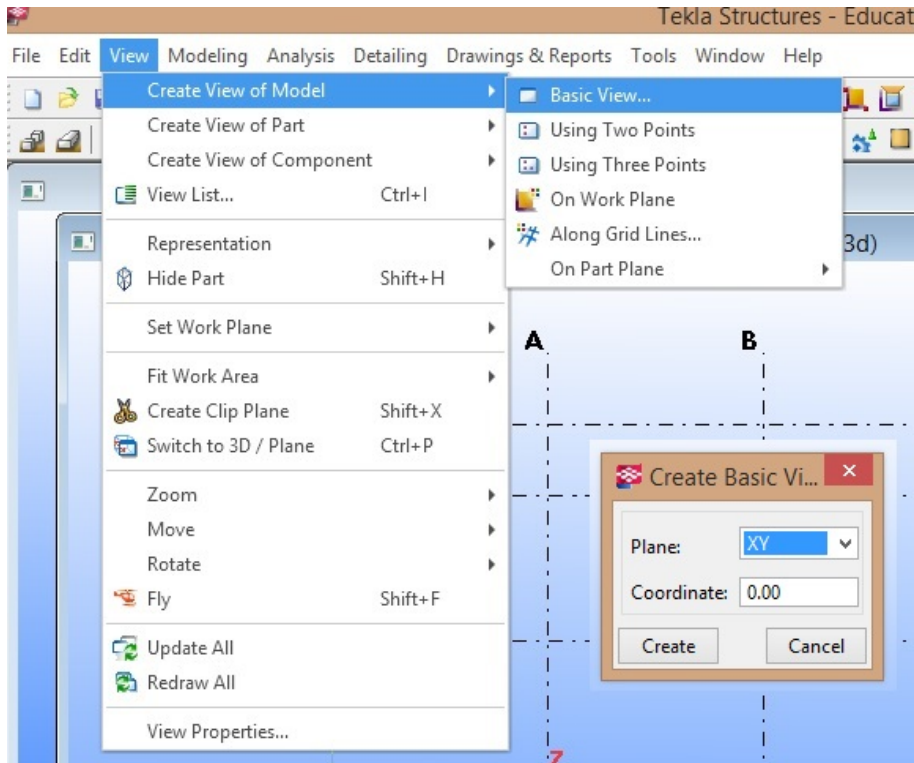 Tekla Structures - Educat
File Edit View Modeling Analysis Detailing Drawings & Reports Tools Window Help
Create View of Model
Create View of Part
Create View of Component
View List... Ctrl+I
Representation
Hide Part Shift+H
Set Work Plane
Fit Work Area
Create Clip Plane Shift+X
Switch to 3D / Plane Ctrl+P
Zoom
Move
Rotate
Fly Shift+F
Update All
Redraw All
View Properties...
Basic View...
Using Two Points
Using Three Points
On Work Plane
Along Grid Lines...
On Part Plane
3d)
A B
Create Basic Vi...
Plane: XY
Coordinate: 0.00
Create Cancel
Z